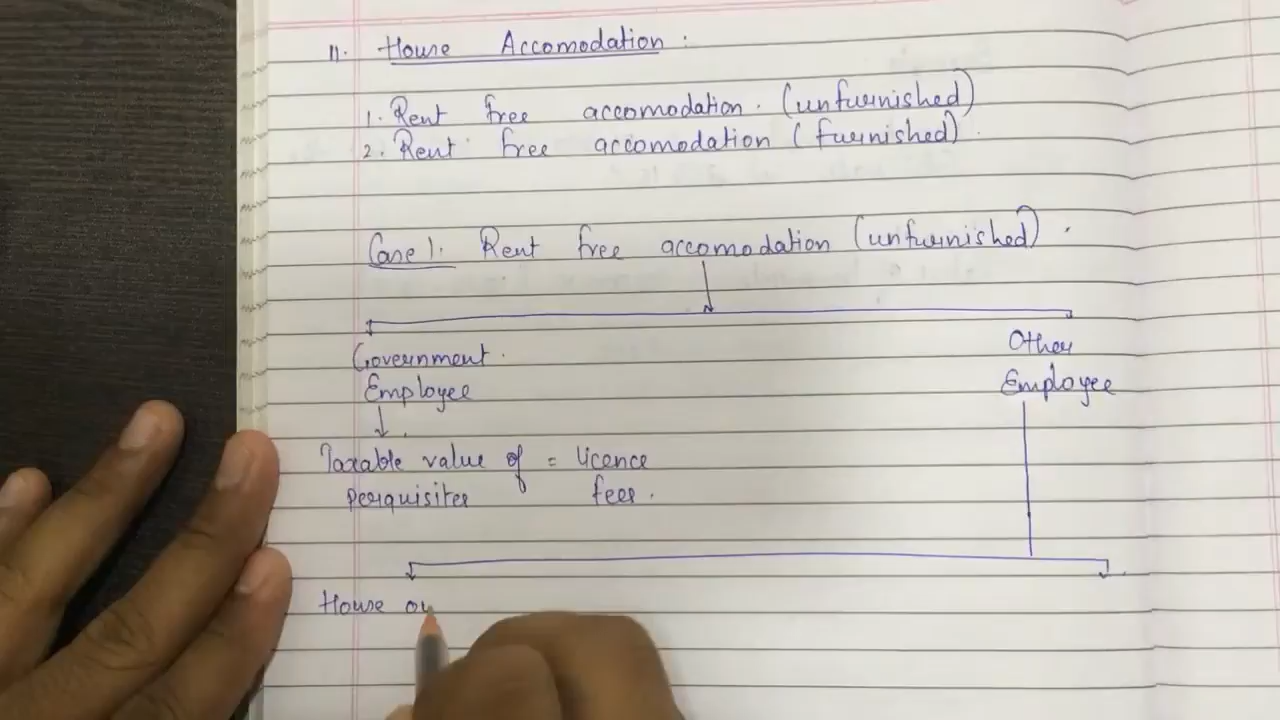 11. House Accomodation :
1. Rent free accomodation. (unfurnished)
2. Rent free accomodation (furnished).
Case 1. Rent free accomodation (unfurnished).
Government
Employee
Other
Employee
Taxable value of = licence
perquisites fees.
House ow